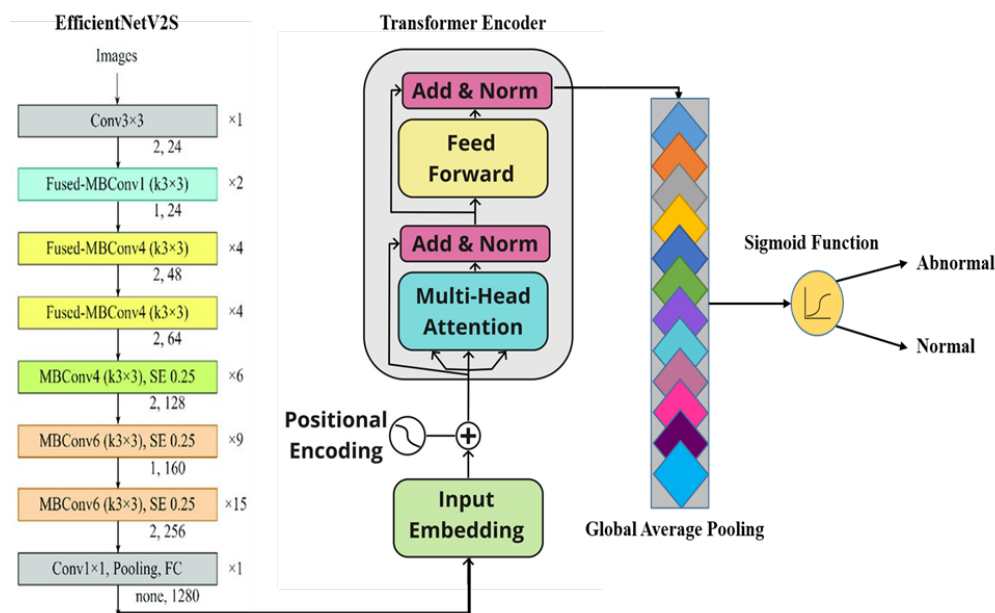 EfficientNetV2S
Images
Conv3×3
×1
2, 24
Fused-MBConv1 (k3×3)
×2
1, 24
Fused-MBConv4 (k3×3)
×4
2, 48
Fused-MBConv4 (k3×3)
×4
2, 64
MBConv4 (k3×3), SE 0.25
×6
2, 128
MBConv6 (k3×3), SE 0.25
×9
1, 160
MBConv6 (k3×3), SE 0.25
×15
2, 256
Conv1×1, Pooling, FC
×1
none, 1280
Transformer Encoder
Add & Norm
Feed
Forward
Add & Norm
Multi-Head
Attention
Positional
Encoding
+
Input
Embedding
Global Average Pooling
Sigmoid Function
Abnormal
Normal